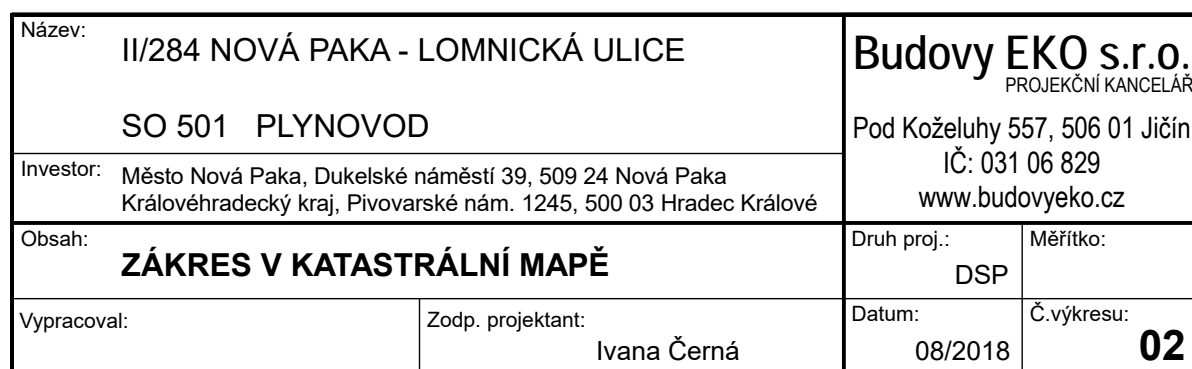 Název:
II/284 NOVÁ PAKA - LOMNICKÁ ULICE
SO 501 PLYNOVOD
Investor:
Město Nová Paka, Dukelské náměstí 39, 509 24 Nová Paka
Královéhradecký kraj, Pivovarské nám. 1245, 500 03 Hradec Králové
Budovy EKO s.r.o.
PROJEKČNÍ KANCELÁŘ
Pod Koželuhy 557, 506 01 Jičín
IČ: 031 06 829
www.budovyeko.cz
Obsah:
ZÁKRES V KATASTRÁLNÍ MAPĚ
Druh proj.:
DSP
Měřítko:
Vypracoval:
Zodp. projektant:
Ivana Černá
Datum:
08/2018
Č.výkresu:
02